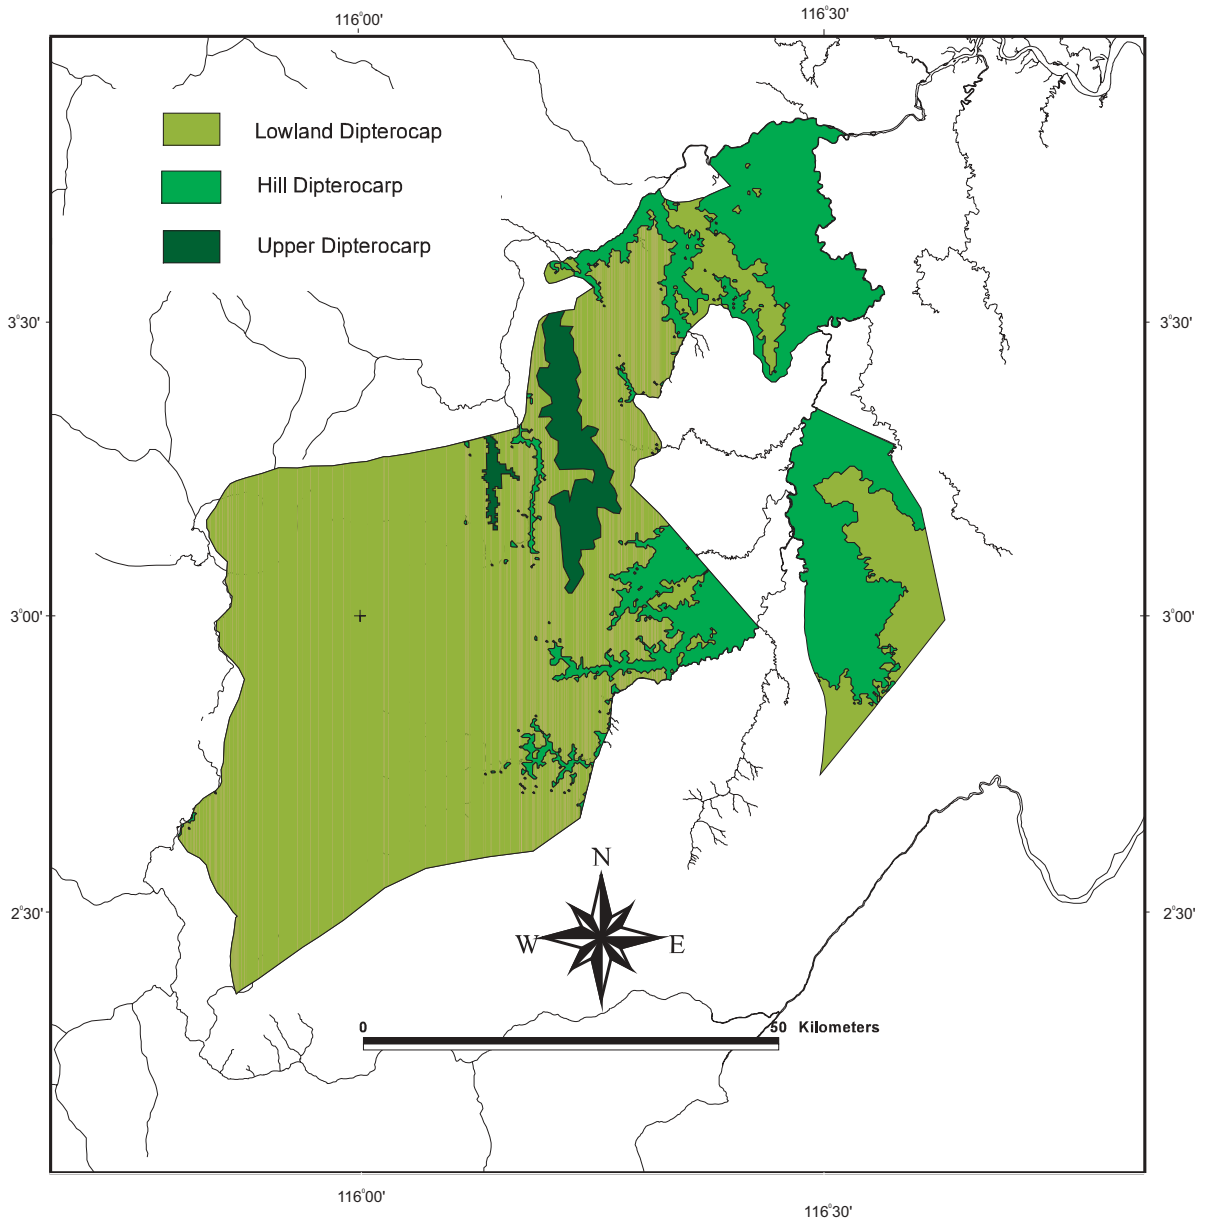 116°00'
116°30'
Lowland Dipterocap
Hill Dipterocarp
Upper Dipterocarp
3°30'
3°30'
3°00'
3°00'
N
2°30'
2°30'
W
E
0
50 Kilometers
116°00'
116°30'